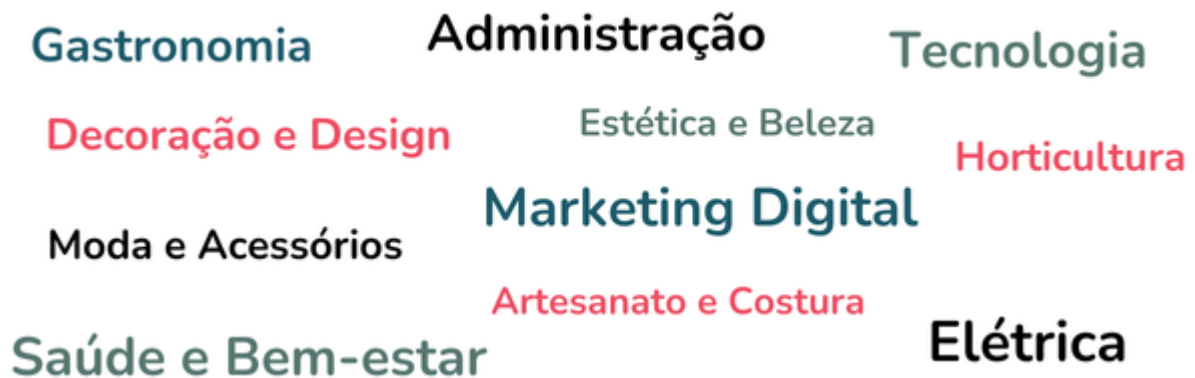 Gastronomia
Administração
Tecnologia
Decoração e Design
Estética e Beleza
Horticultura
Marketing Digital
Moda e Acessórios
Artesanato e Costura
Elétrica
Saúde e Bem-estar